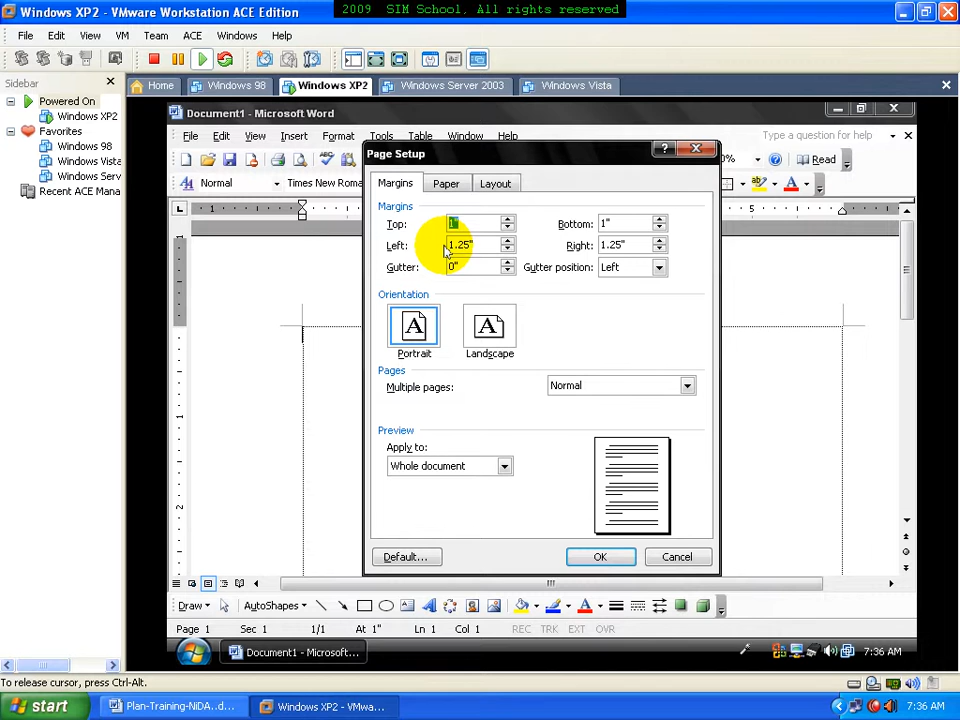 Windows XP2 - VMware Workstation ACE Edition
2009 SIM School, All rights reserved
File Edit View VM Team ACE Windows Help
Sidebar
Home Windows 98 Windows XP2 Windows Server 2003 Windows Vista
Powered On
Windows XP2
Favorites
Windows 98
Windows Vista
Windows Serv
Recent ACE Mana
Document1 - Microsoft Word
File Edit View Insert Format Tools Table Window Help
Type a question for help
Page Setup
0% Read
Normal Times New Roma
Margins Paper Layout
Margins
Top: 1" Bottom: 1"
Left: 1.25" Right: 1.25"
Gutter: 0" Gutter position: Left
Orientation
A A
Portrait Landscape
Pages
Multiple pages: Normal
Preview
Apply to:
Whole document
Default... OK Cancel
Draw AutoShapes
Page 1 Sec 1 1/1 At 1" Ln 1 Col 1 REC TRK EXT OVR
Document1 - Microsoft... 7:36 AM
To release cursor, press Ctrl-Alt.
start Plan-Training-NiDA..d... Windows XP2 - VMwa... 7:36 AM